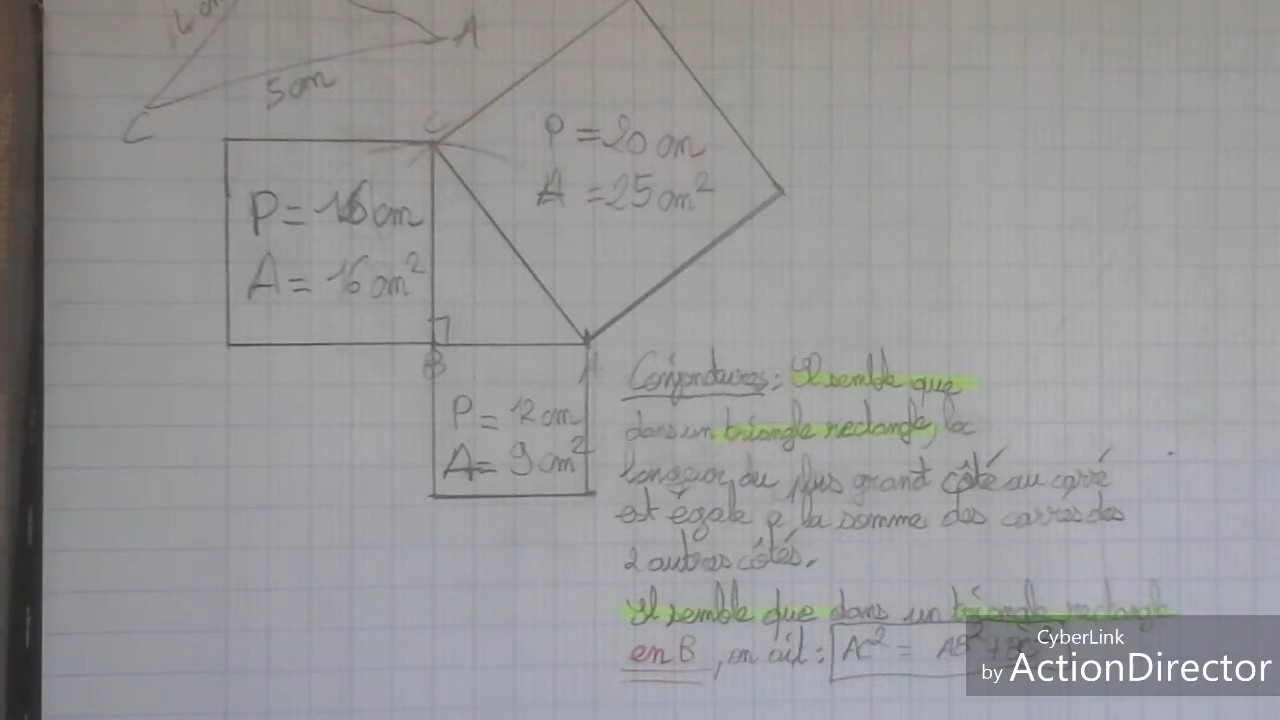 4 cm
A
5 cm
C
C
P = 20 cm
A = 25 cm²
P = 16 cm
A = 16 cm²
B
A
P = 12 cm
A = 9 cm²
Conjectures : Il semble que
dans un triangle rectangle, la
longueur du plus grand côté au carré
est égale à la somme des carrés des
2 autres côtés.
Il semble que dans un triangle rectangle
en B, on ait : AC² = AB² + BC²
CyberLink
by ActionDirector